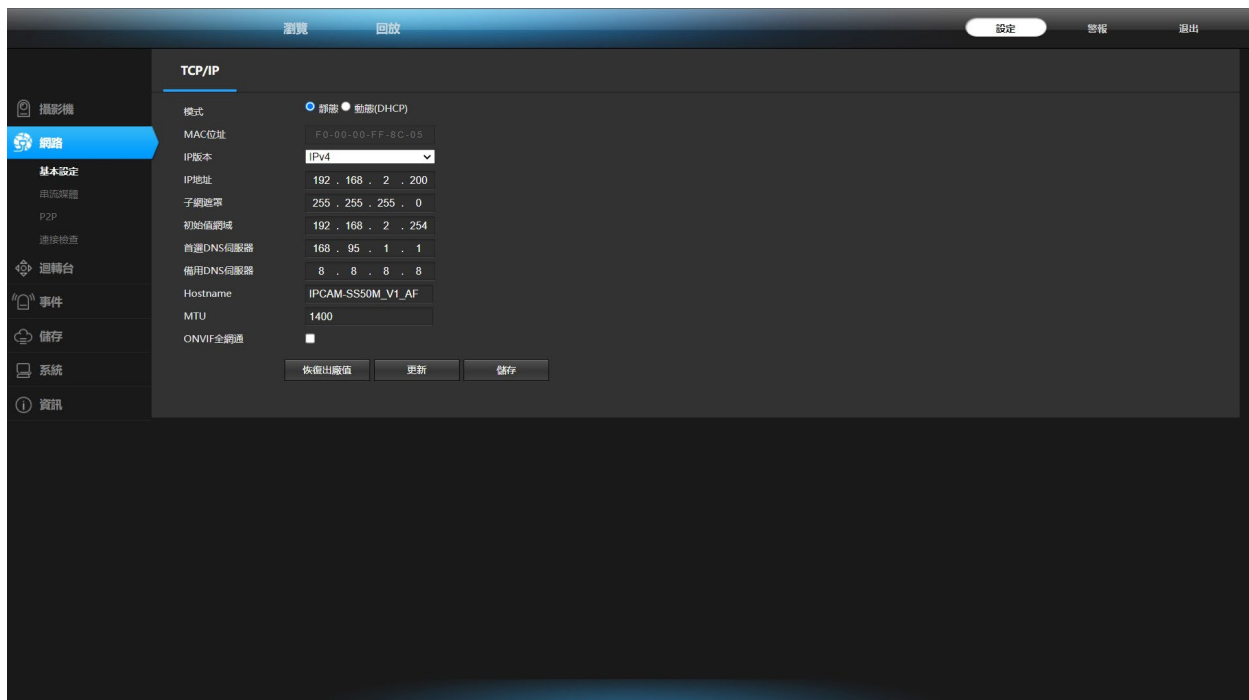 瀏覽 回放 設定 警報 退出
TCP/IP
攝影機
網路
基本設定
串流媒體
P2P
連接檢查
迴轉台
事件
儲存
系統
資訊
模式 靜態 動態(DHCP)
MAC位址 F0-00-00-FF-8C-05
IP版本 IPv4
IP地址 192 . 168 . 2 . 200
子網遮罩 255 . 255 . 255 . 0
初始值網域 192 . 168 . 2 . 254
首選DNS伺服器 168 . 95 . 1 . 1
備用DNS伺服器 8 . 8 . 8 . 8
Hostname IPCAM-SS50M_V1_AF
MTU 1400
ONVIF全網通
恢復出廠值 更新 儲存